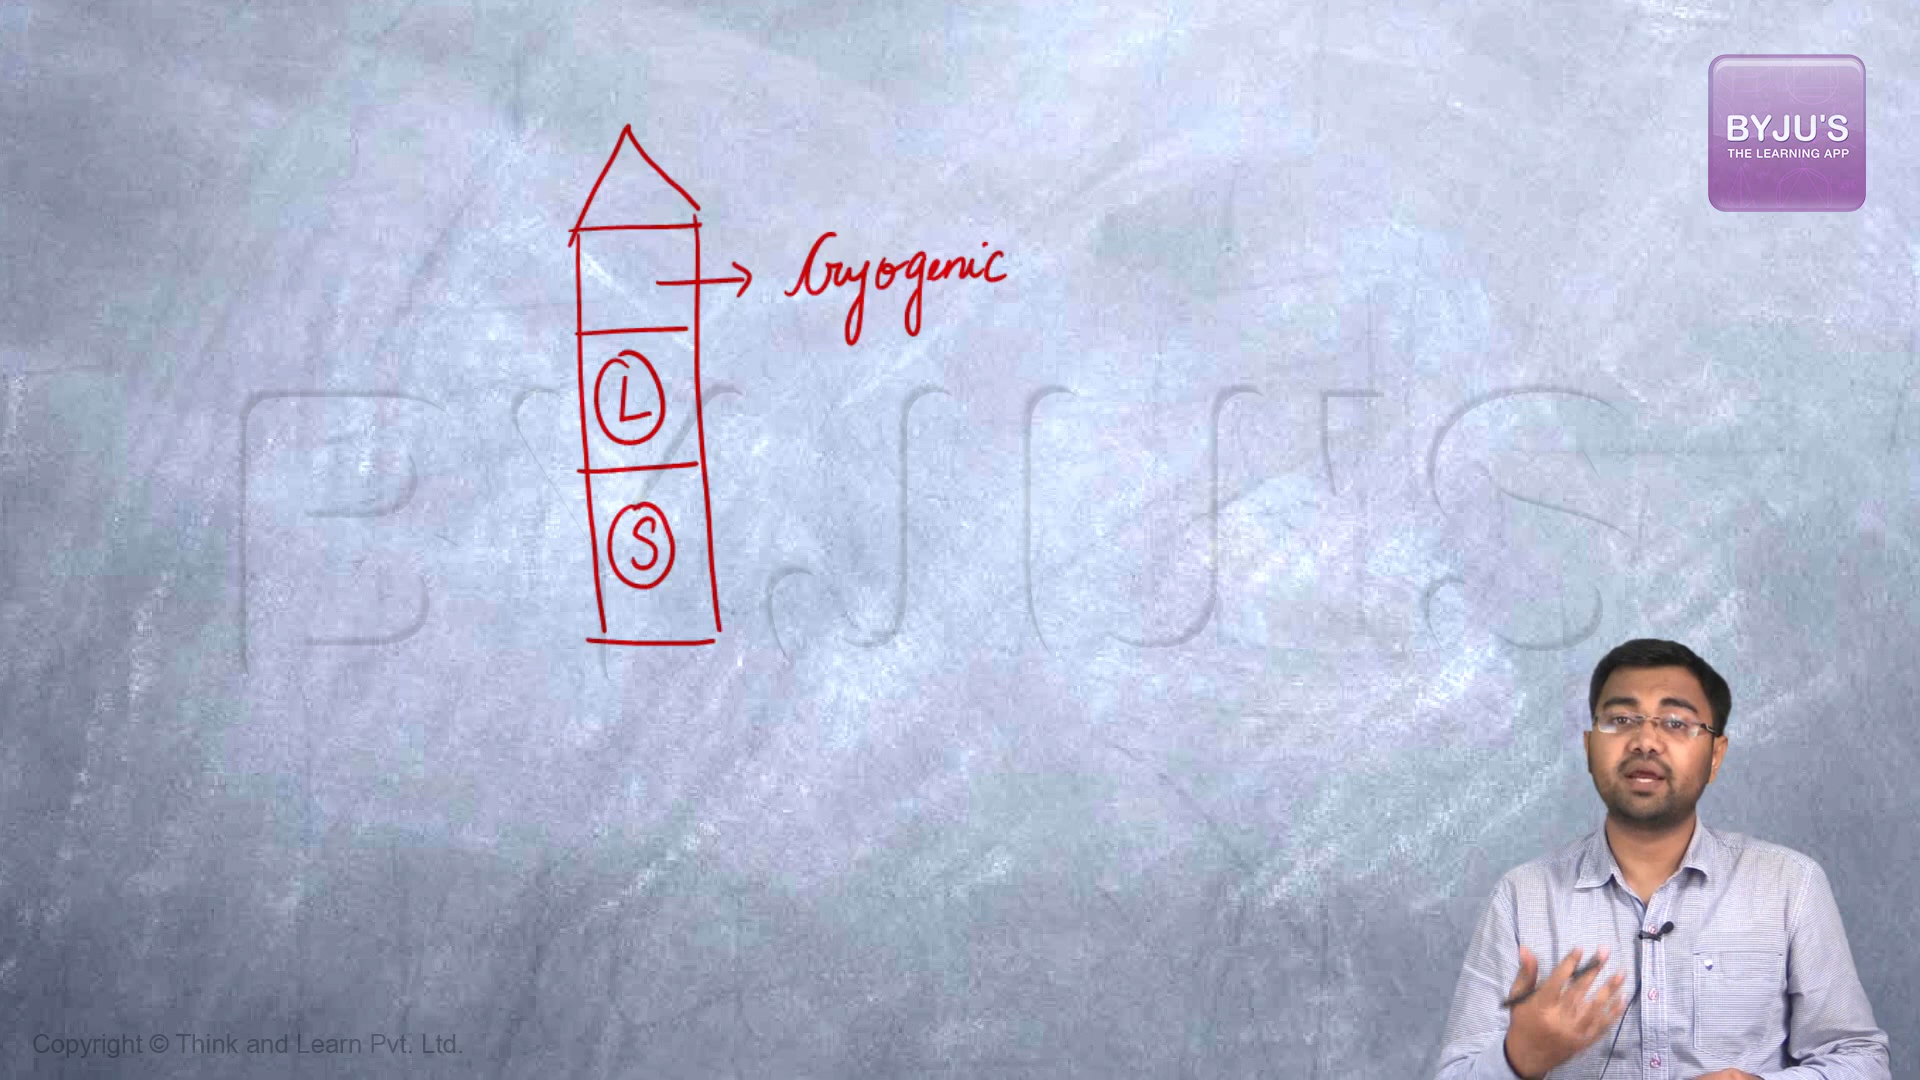 BYJU'S
THE LEARNING APP
Cryogenic
L
S
BYJU'S
Copyright © Think and Learn Pvt. Ltd.